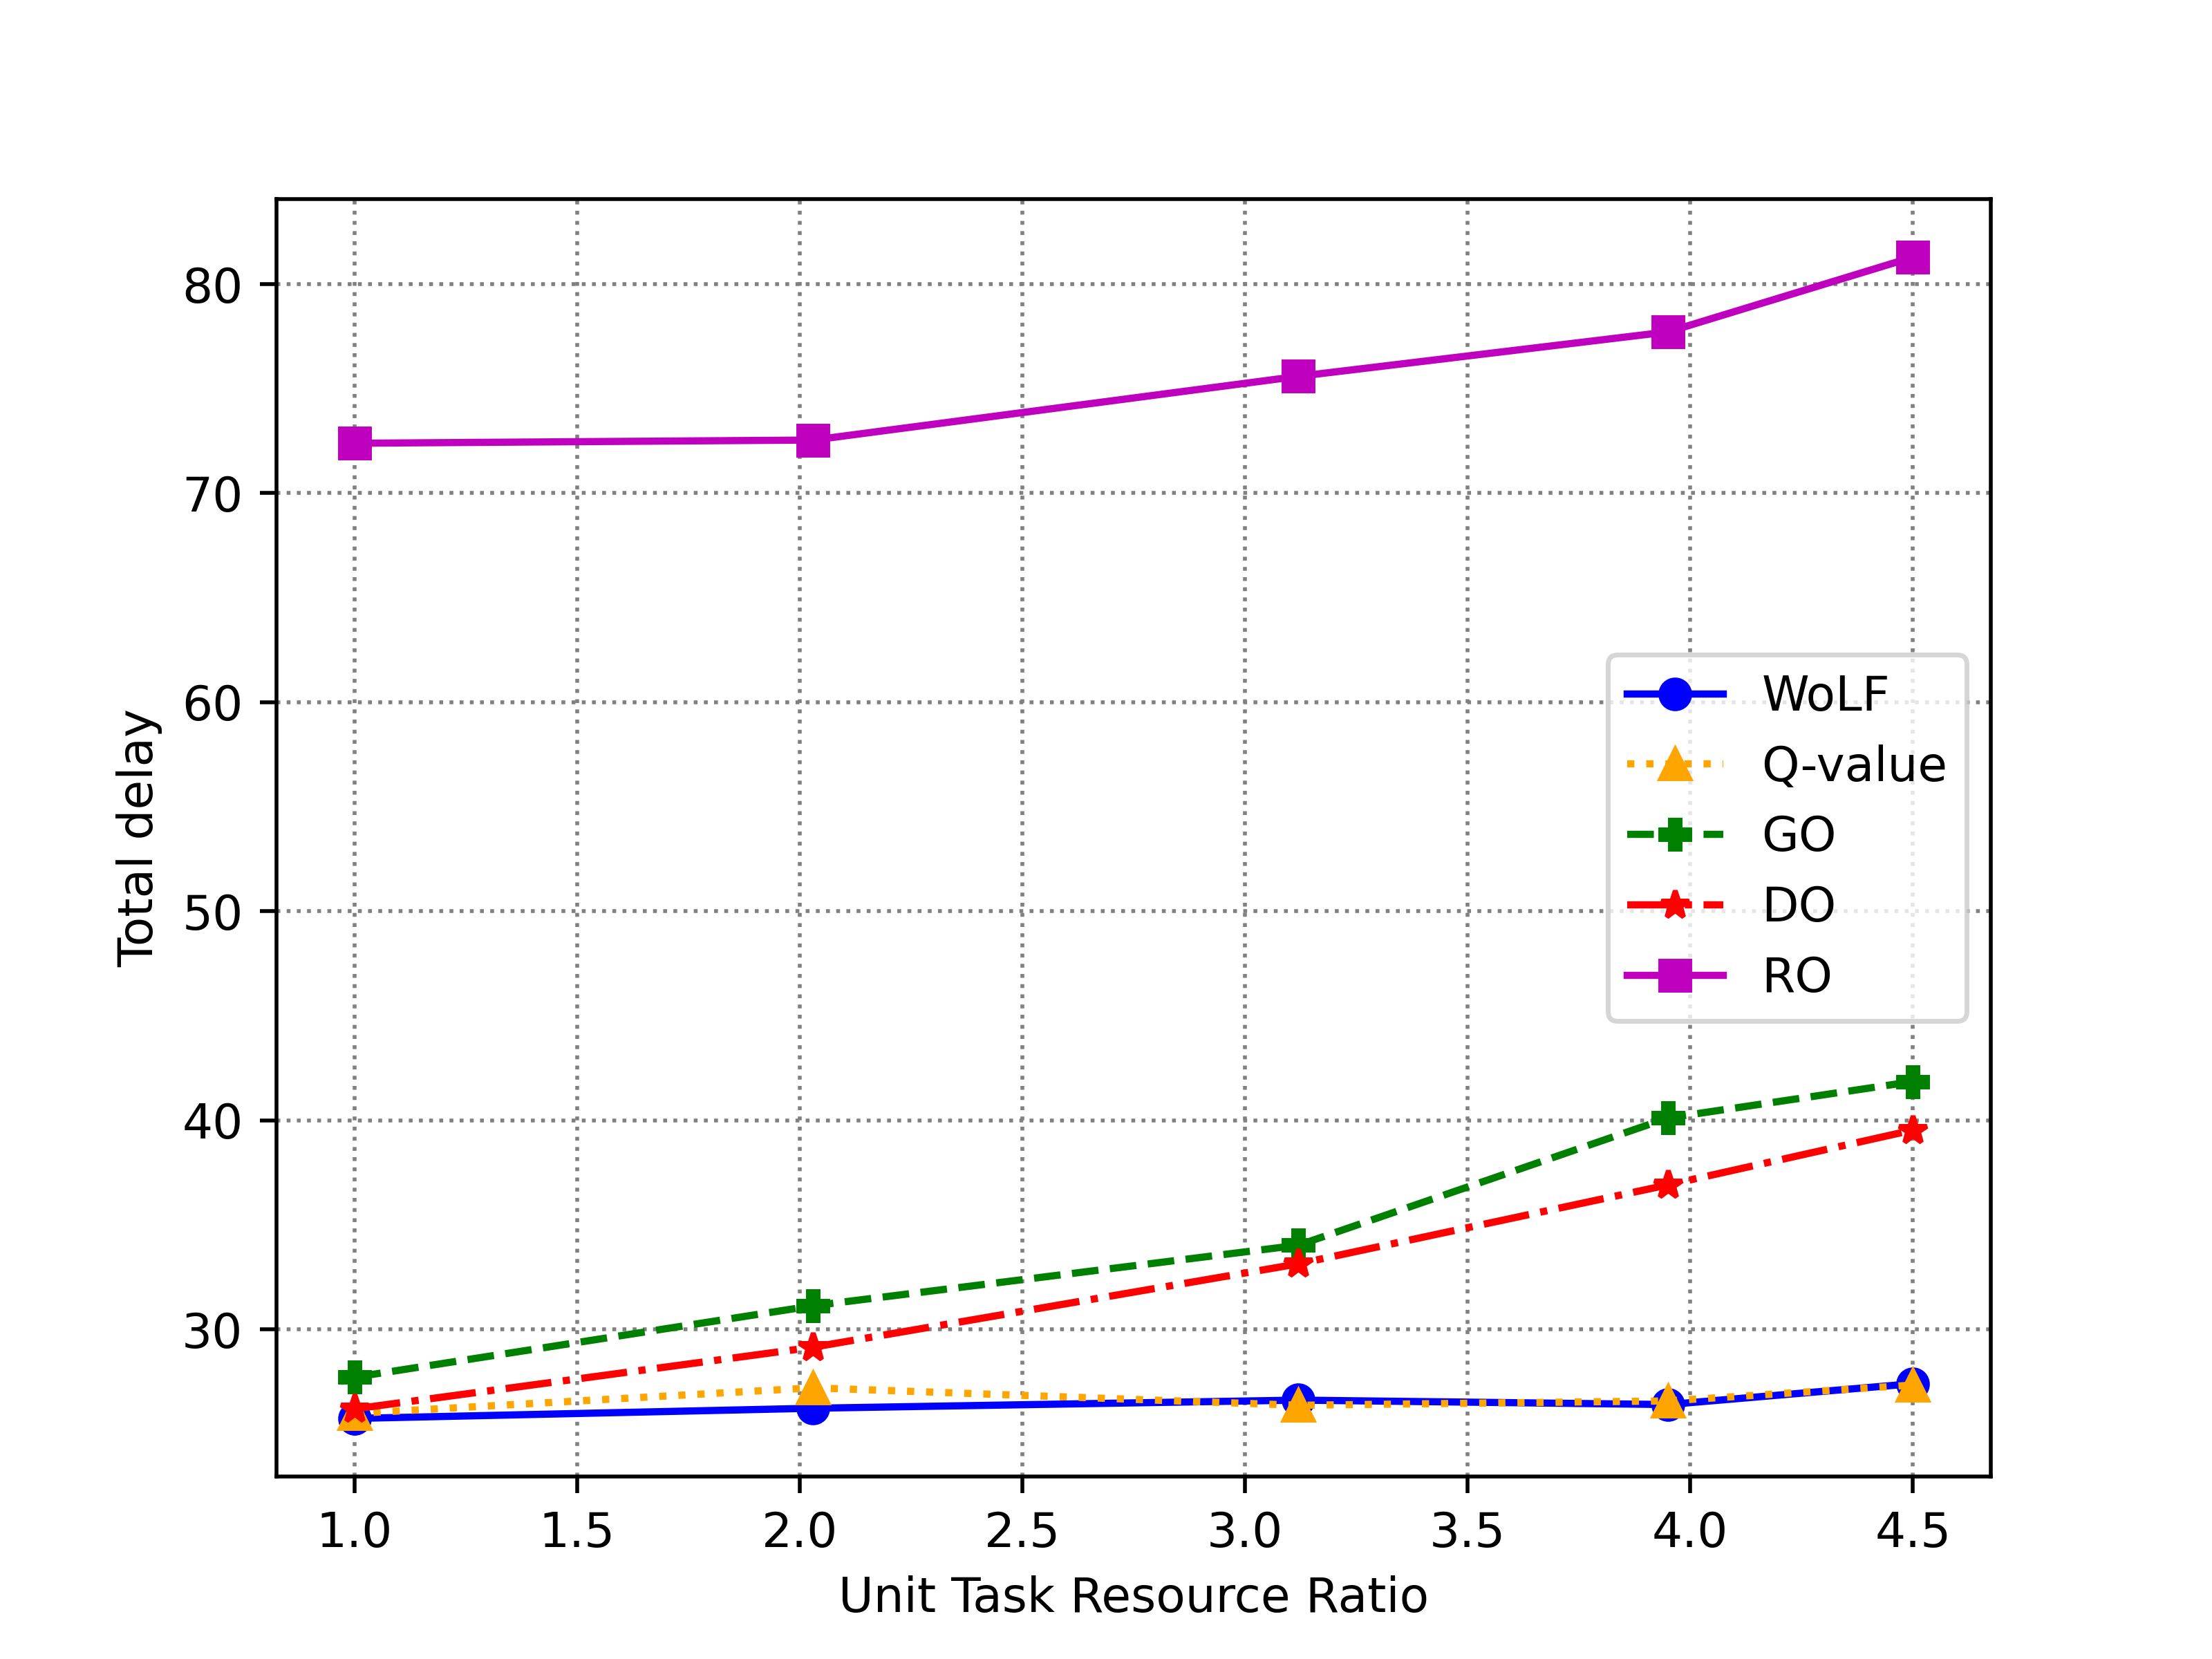 80
70
60
50
40
30
Total delay
WoLF
Q-value
GO
DO
RO
1.0 1.5 2.0 2.5 3.0 3.5 4.0 4.5
Unit Task Resource Ratio